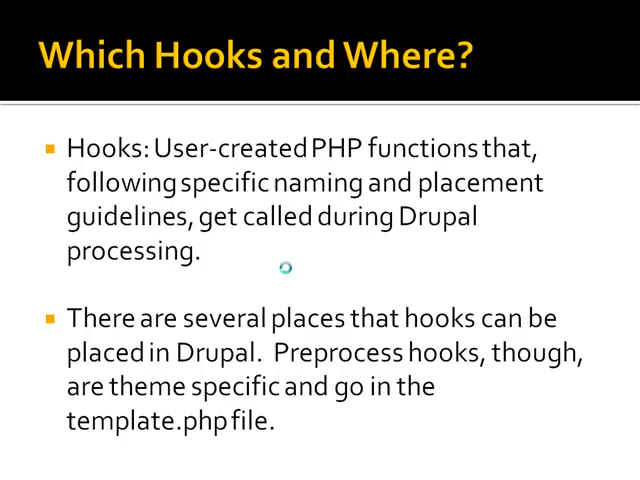 Which Hooks and Where?
Hooks: User-created PHP functions that,
following specific naming and placement
guidelines, get called during Drupal
processing.
There are several places that hooks can be
placed in Drupal. Preprocess hooks, though,
are theme specific and go in the
template.php file.